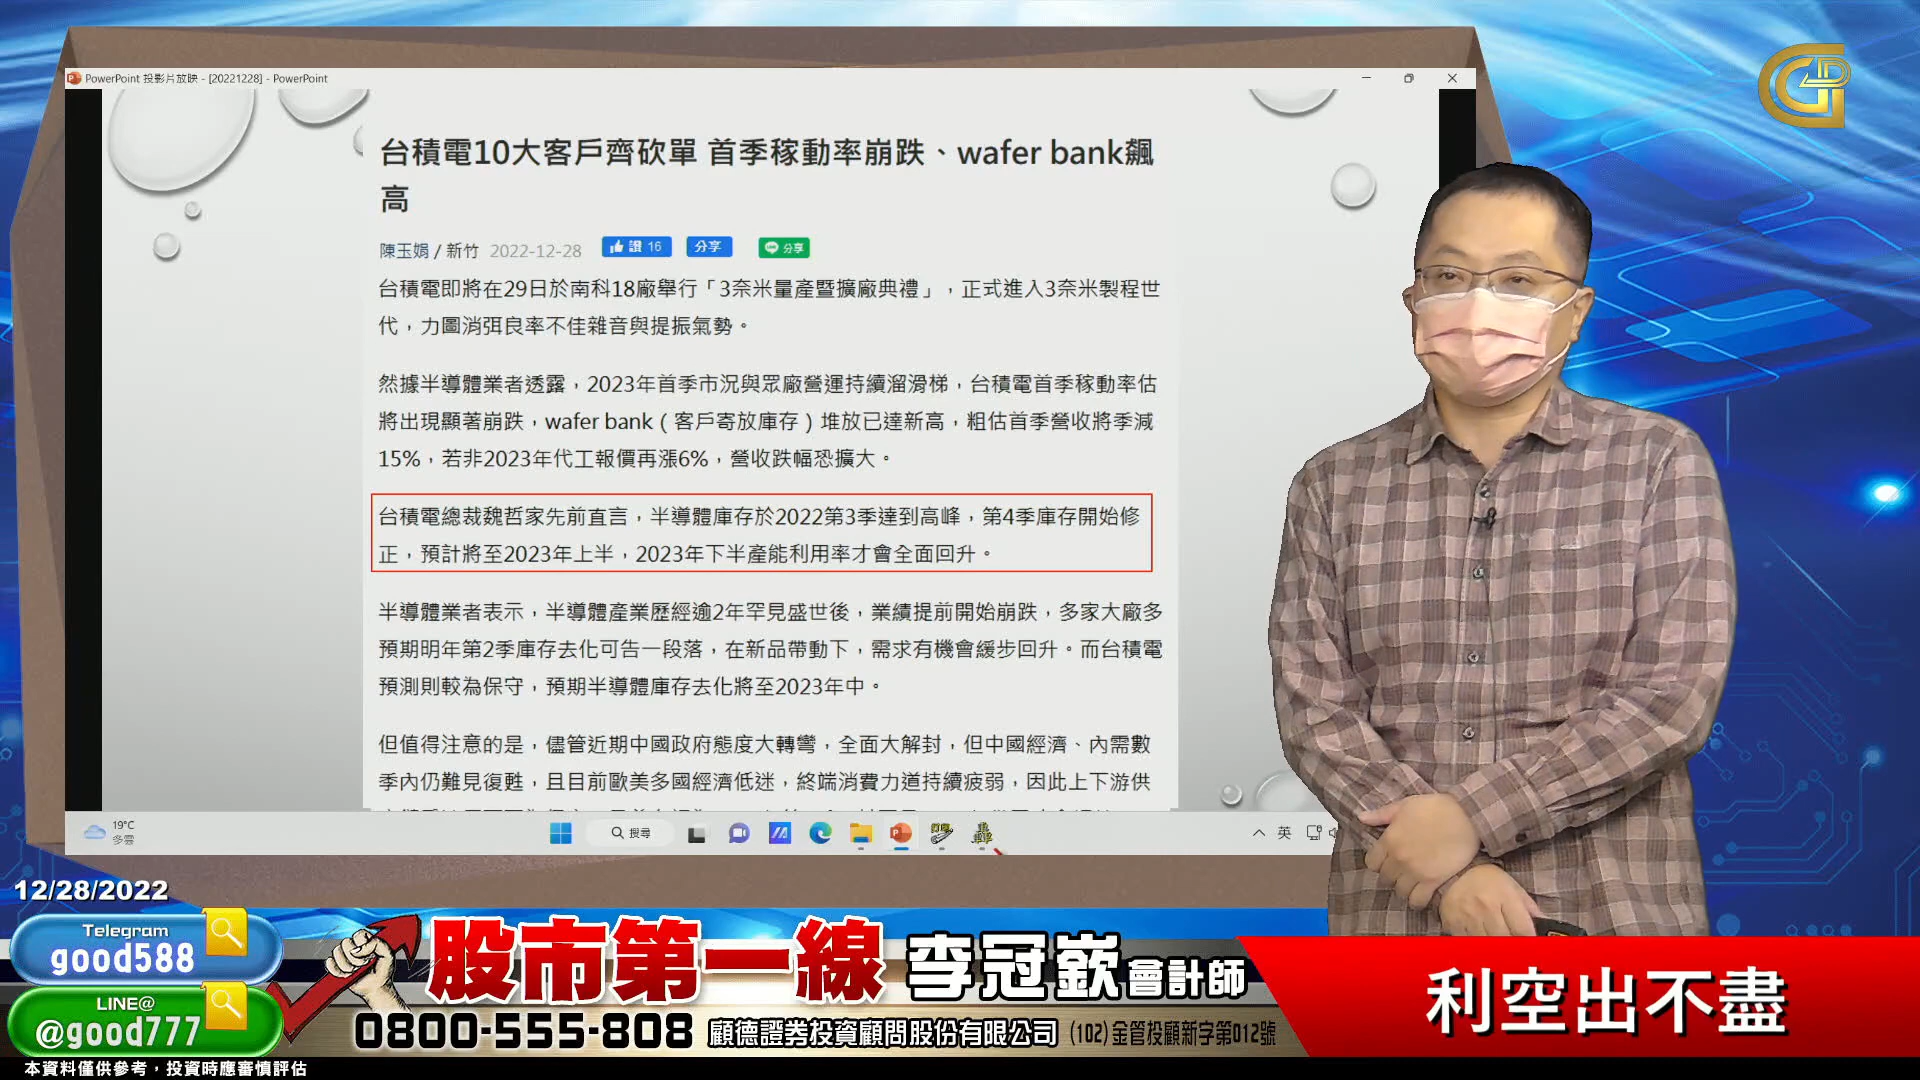 PowerPoint 投影片放映 - [20221228] - PowerPoint
台積電10大客戶齊砍單 首季稼動率崩跌、wafer bank飆
高
陳玉娟 / 新竹 2022-12-28 讚 16 分享 分享
台積電即將在29日於南科18廠舉行「3奈米量產暨擴廠典禮」，正式進入3奈米製程世
代，力圖消弭良率不佳雜音與提振氣勢。
然據半導體業者透露，2023年首季市況與眾廠營運持續溜滑梯，台積電首季稼動率估
將出現顯著崩跌，wafer bank（客戶寄放庫存）堆放已達新高，粗估首季營收將季減
15%，若非2023年代工報價再漲6%，營收跌幅恐擴大。
台積電總裁魏哲家先前直言，半導體庫存於2022第3季達到高峰，第4季庫存開始修
正，預計將至2023年上半，2023年下半產能利用率才會全面回升。
半導體業者表示，半導體產業歷經逾2年罕見盛世後，業績提前開始崩跌，多家大廠多
預期明年第2季庫存去化可告一段落，在新品帶動下，需求有機會緩步回升。而台積電
預測則較為保守，預期半導體庫存去化將至2023年中。
但值得注意的是，儘管近期中國政府態度大轉彎，全面大解封，但中國經濟、內需數
季內仍難見復甦，且目前歐美多國經濟低迷，終端消費力道持續疲弱，因此上下游供
19°C
多雲
搜尋
英
12/28/2022
Telegram
good588
LINE@
@good777
股市第一線 李冠嶔 會計師
0800-555-808 顧德證券投資顧問股份有限公司 (102)金管投顧新字第012號
利空出不盡
本資料僅供參考，投資時應審慎評估